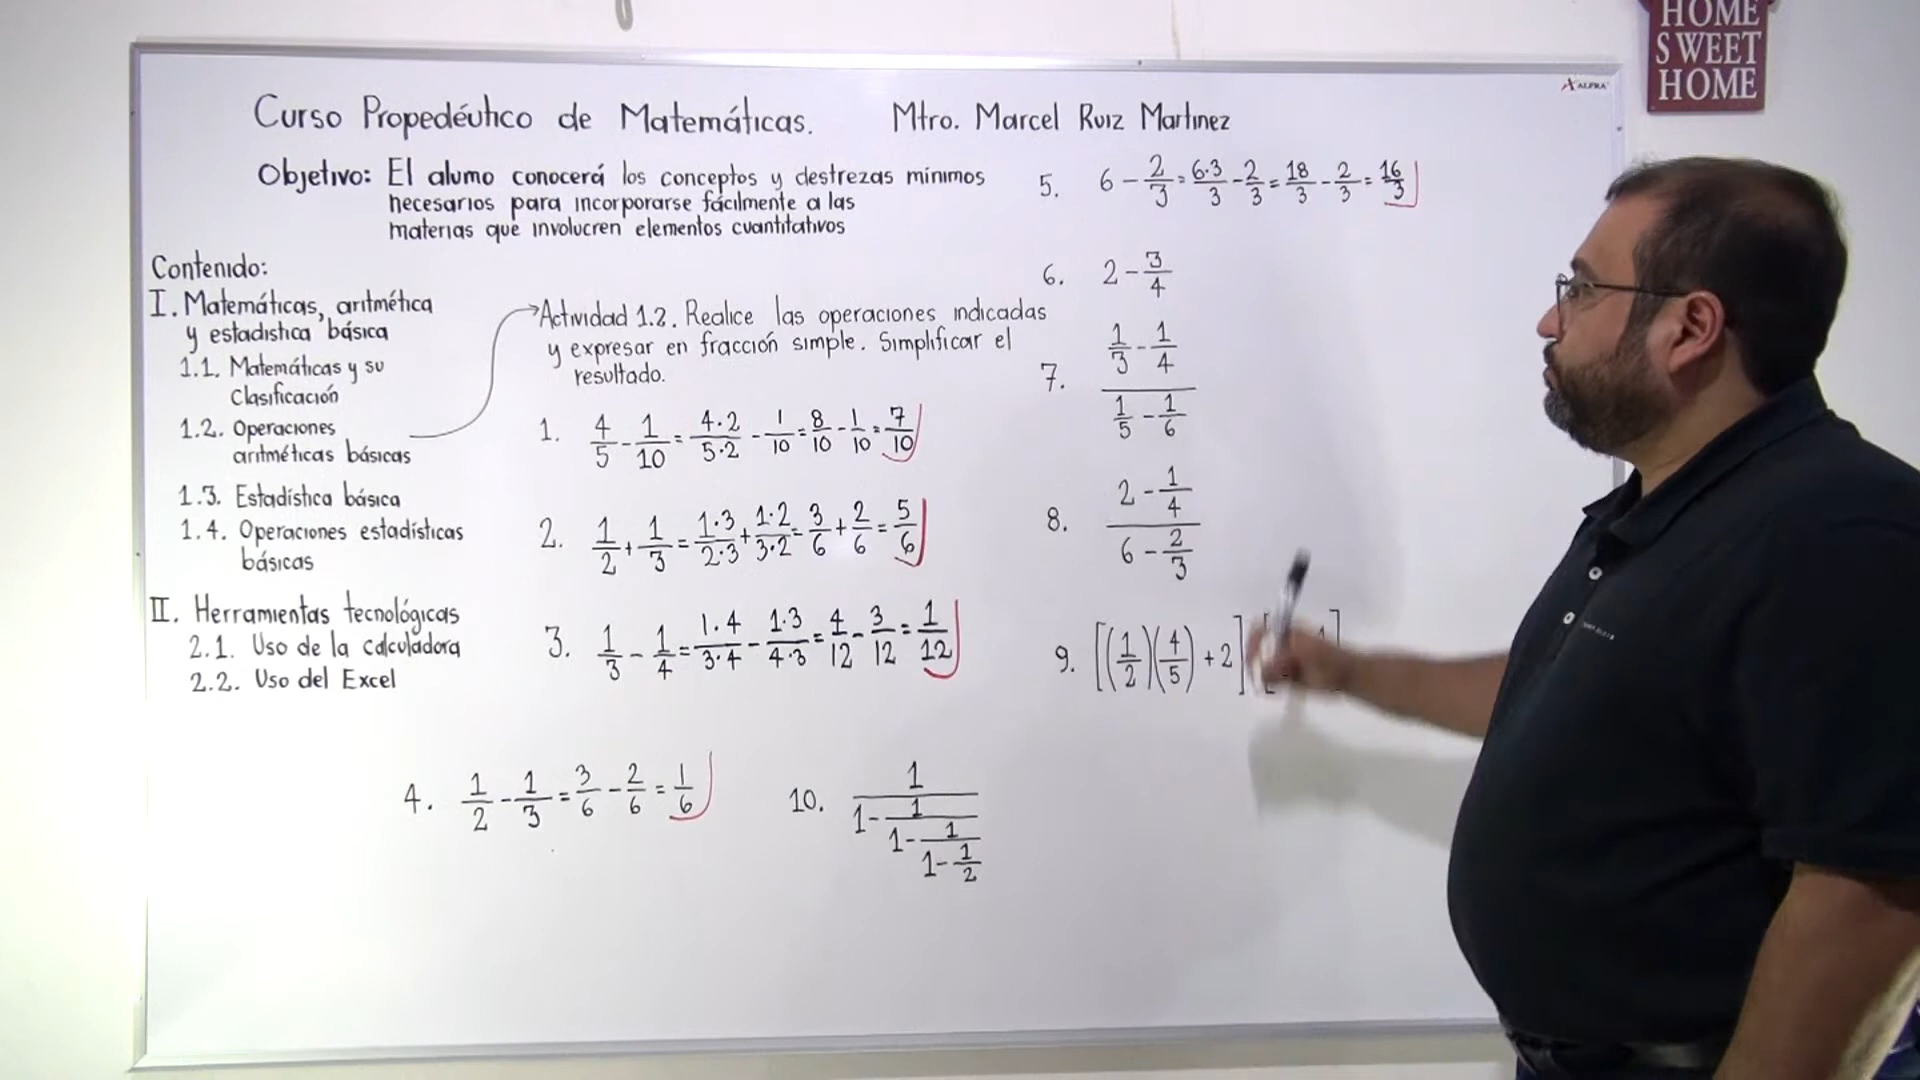 HOME
SWEET
HOME
ALFRA
Curso Propedéutico de Matemáticas. Mtro. Marcel Ruiz Martinez
Objetivo: El alumo conocerá los conceptos y destrezas mínimos
necesarios para incorporarse fácilmente a las
materias que involucren elementos cuantitativos
Contenido:
I. Matemáticas, aritmética
y estadistica básica
1.1. Matemáticas y su
Clasificación
1.2. Operaciones
aritméticas básicas
1.3. Estadística básica
1.4. Operaciones estadísticas
básicas
II. Herramientas tecnológicas
2.1. Uso de la calculadora
2.2. Uso del Excel
Actividad 1.2. Realice las operaciones indicadas
y expresar en fracción simple. Simplificar el
resultado.
1. 4/5 - 1/10 = 4·2/5·2 - 1/10 = 8/10 - 1/10 = 7/10
2. 1/2 + 1/3 = 1·3/2·3 + 1·2/3·2 = 3/6 + 2/6 = 5/6
3. 1/3 - 1/4 = 1·4/3·4 - 1·3/4·3 = 4/12 - 3/12 = 1/12
4. 1/2 - 1/3 = 3/6 - 2/6 = 1/6
5. 6 - 2/3 = 6·3/3 - 2/3 = 18/3 - 2/3 = 16/3
6. 2 - 3/4
7. (1/3 - 1/4)/(1/5 - 1/6)
8. (2 - 1/4)/(6 - 2/3)
9. [(1/2)(4/5) + 2] [ ]
10. 1/(1 - 1/(1 - 1/(1 - 1/2)))